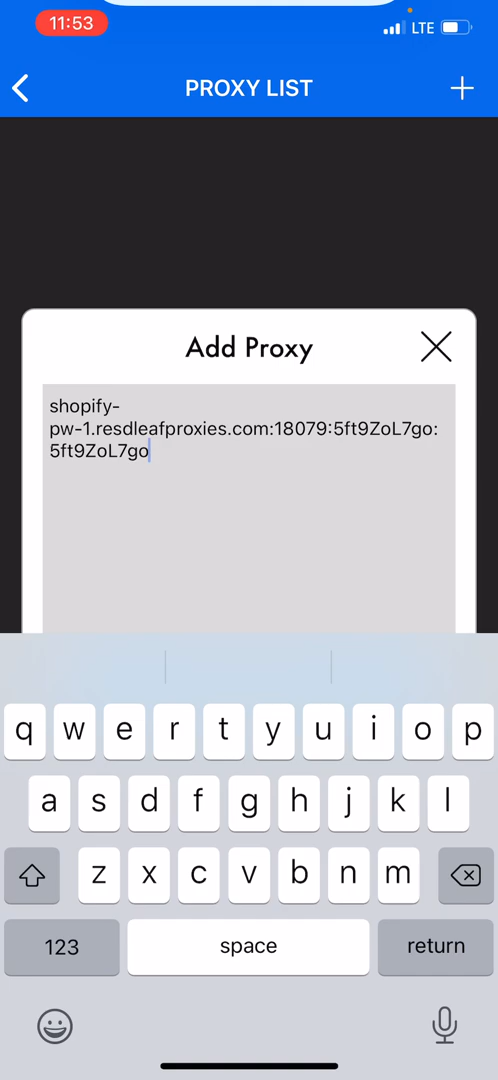 11:53
LTE
PROXY LIST
Add Proxy
shopify-
pw-1.resdleafproxies.com:18079:5ft9ZoL7go:
5ft9ZoL7go
q w e r t y u i o p
a s d f g h j k l
z x c v b n m
123 space return